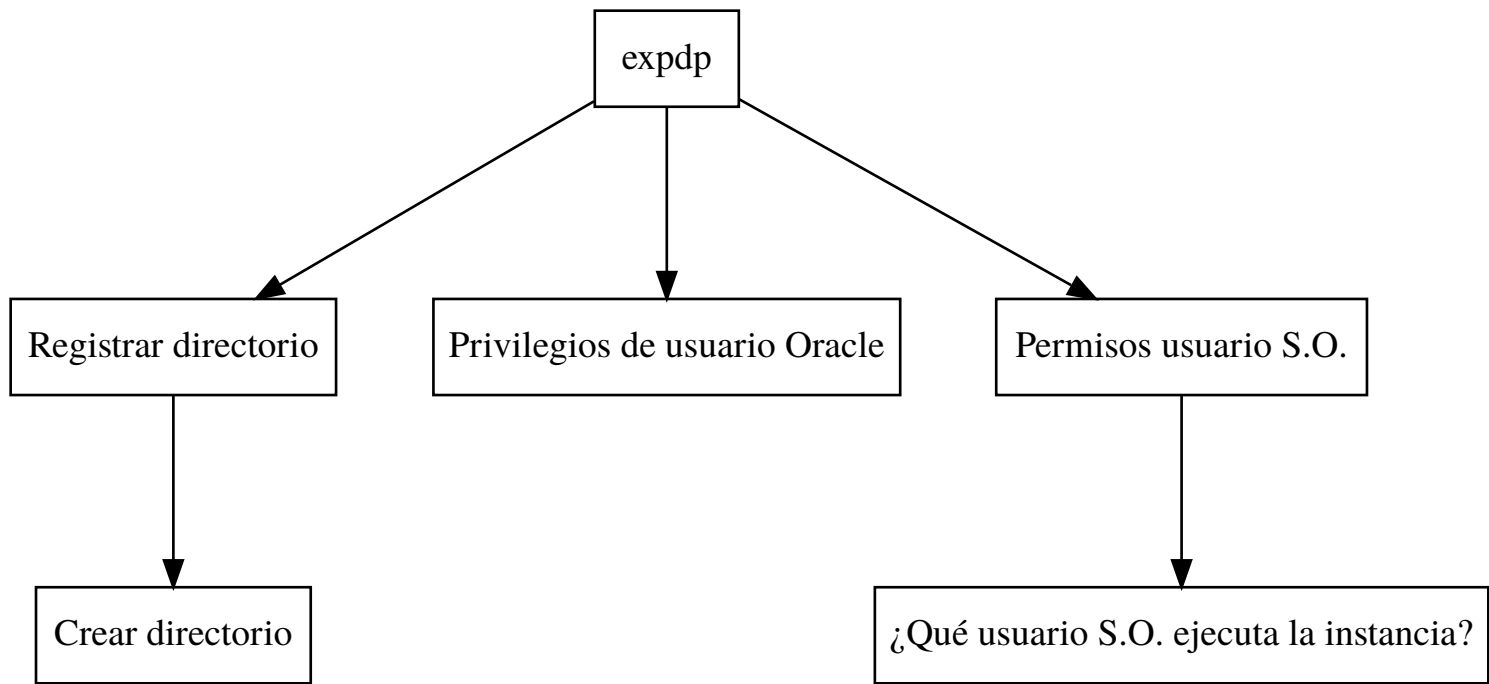 expdp
Registrar directorio
Privilegios de usuario Oracle
Permisos usuario S.O.
Crear directorio
¿Qué usuario S.O. ejecuta la instancia?